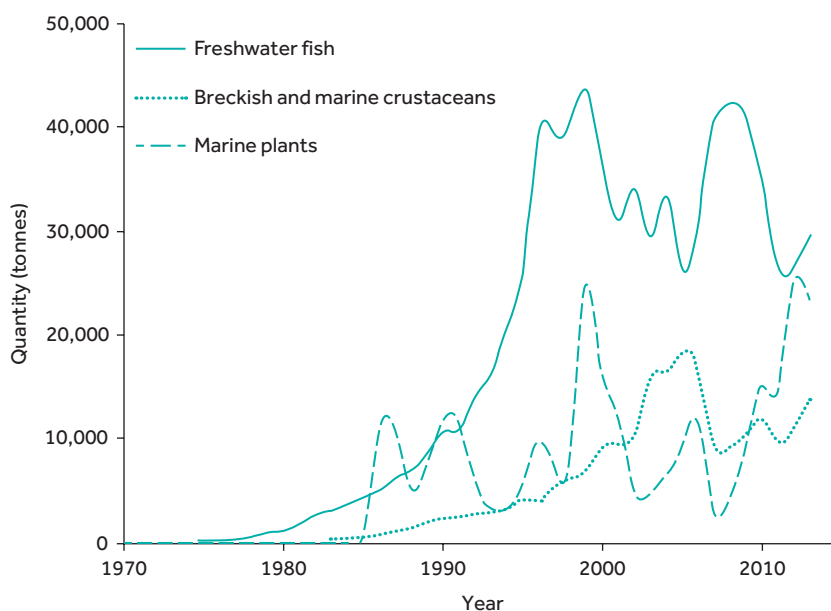 50,000
40,000
30,000
20,000
10,000
0
Quantity (tonnes)
Freshwater fish
Breckish and marine crustaceans
Marine plants
1970 1980 1990 2000 2010
Year